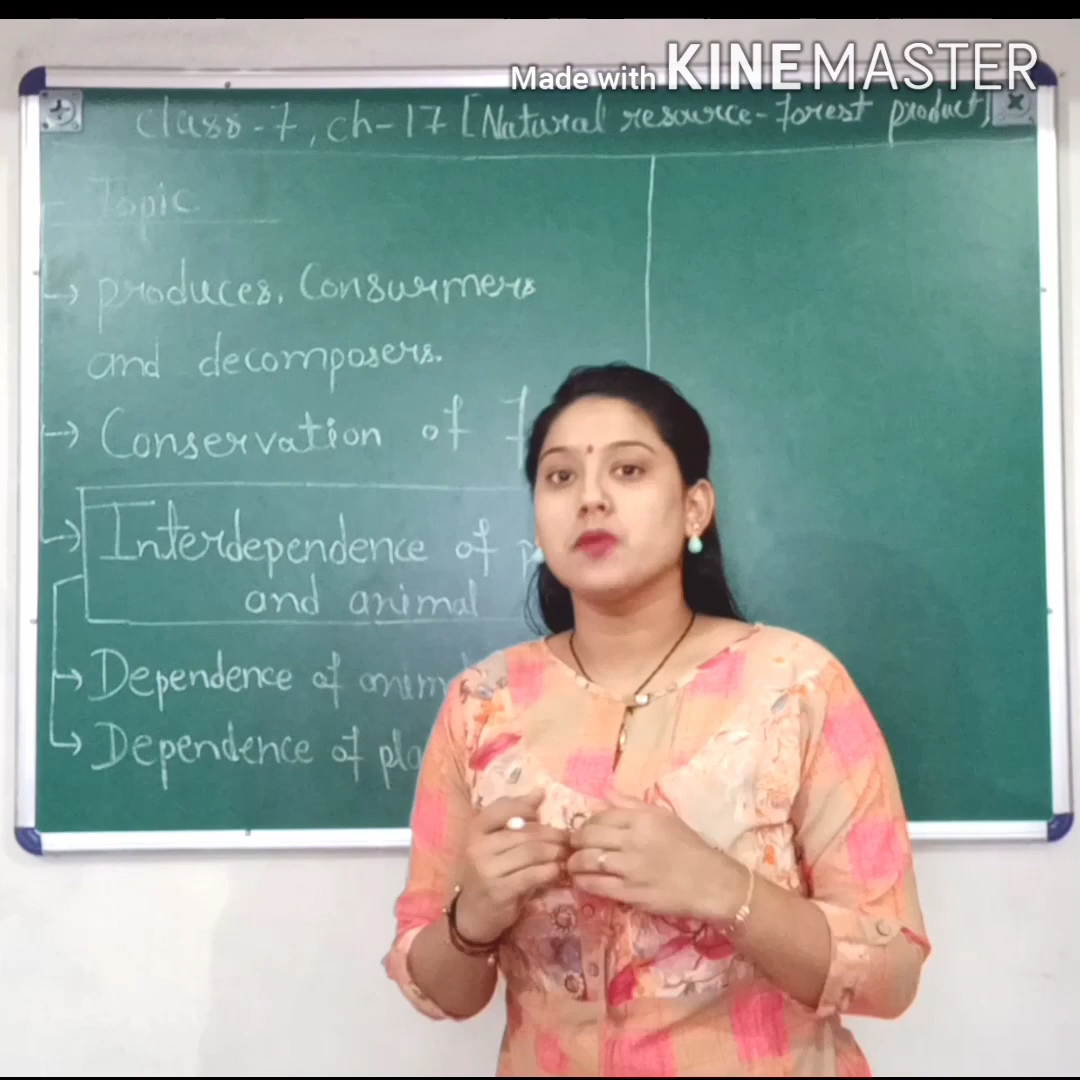 Made with KINEMASTER
class-7, ch-17 [Natural resource-forest product]
Topic
→ produces, Consurmers
and decomposers.
→ Conservation of
→ Interdependence of
and animal
→ Dependence of
→ Dependence of